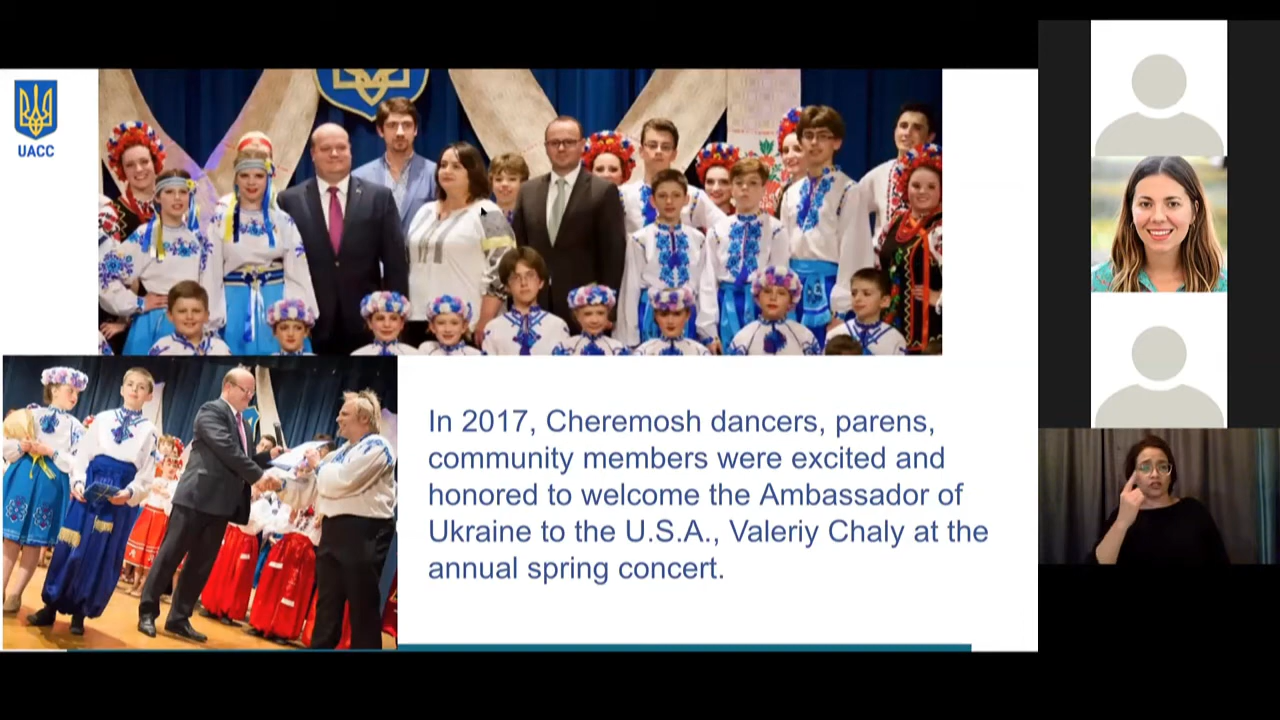 UACC
In 2017, Cheremosh dancers, parens,
community members were excited and
honored to welcome the Ambassador of
Ukraine to the U.S.A., Valeriy Chaly at the
annual spring concert.